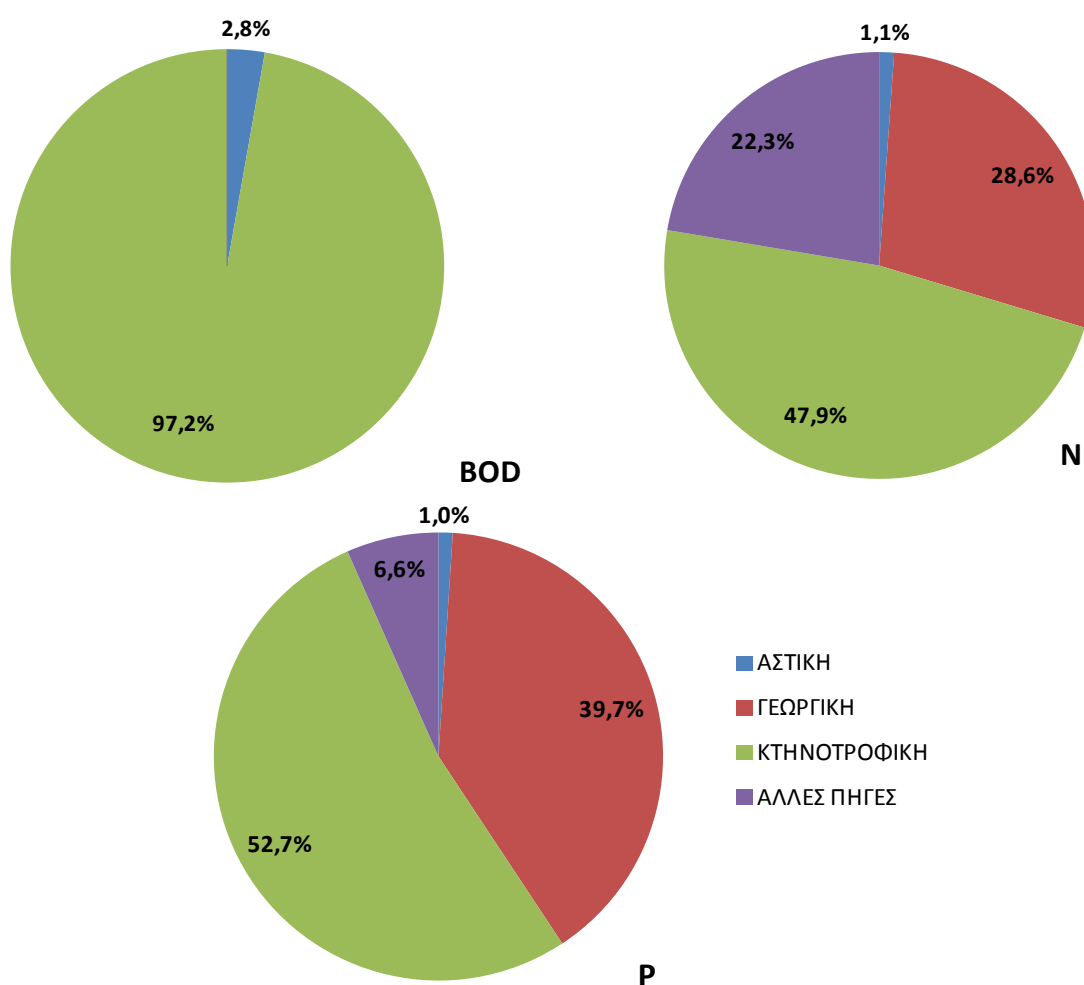 2,8%
97,2%
BOD
1,1%
28,6%
22,3%
47,9%
N
1,0%
6,6%
39,7%
52,7%
P
ΑΣΤΙΚΗ
ΓΕΩΡΓΙΚΗ
ΚΤΗΝΟΤΡΟΦΙΚΗ
ΑΛΛΕΣ ΠΗΓΕΣ